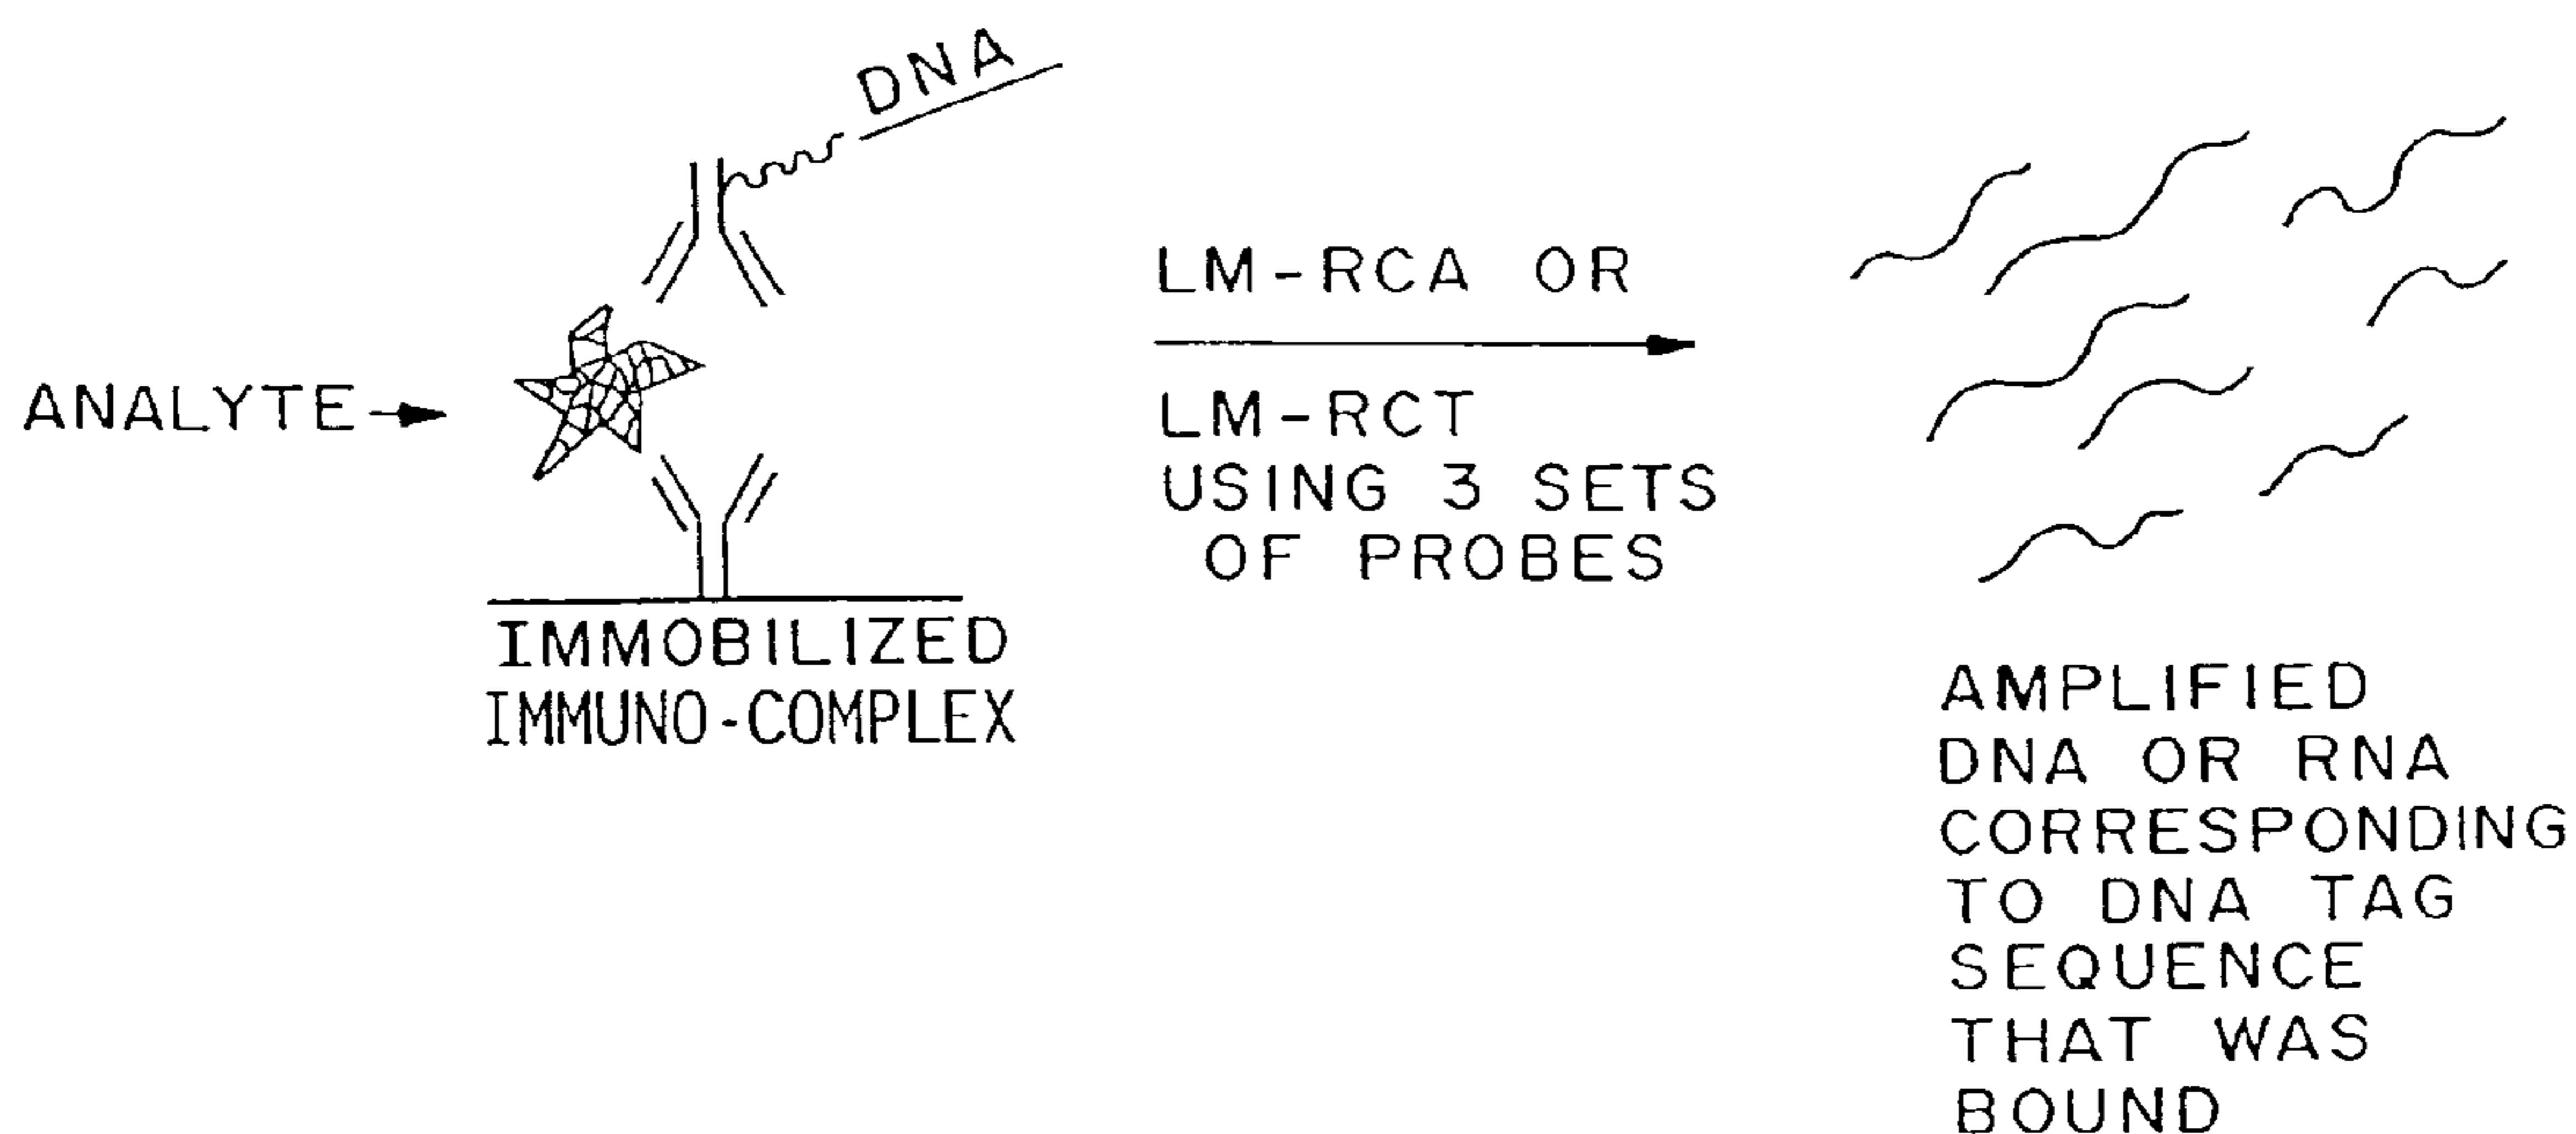 DNA
ANALYTE
IMMOBILIZED
IMMUNO-COMPLEX
LM-RCA OR
LM-RCT
USING 3 SETS
OF PROBES
AMPLIFIED
DNA OR RNA
CORRESPONDING
TO DNA TAG
SEQUENCE
THAT WAS
BOUND